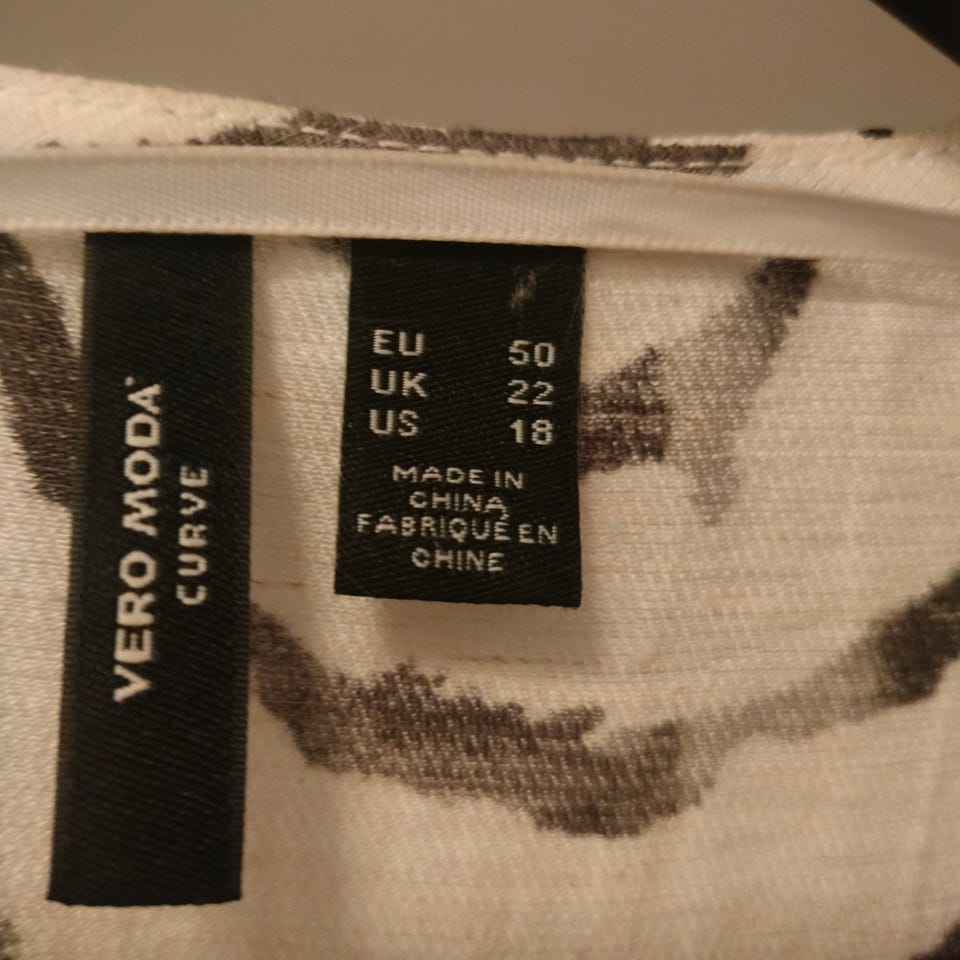 VERO MODA
CURVE
EU 50
UK 22
US 18
MADE IN
CHINA
FABRIQUÉ EN
CHINE